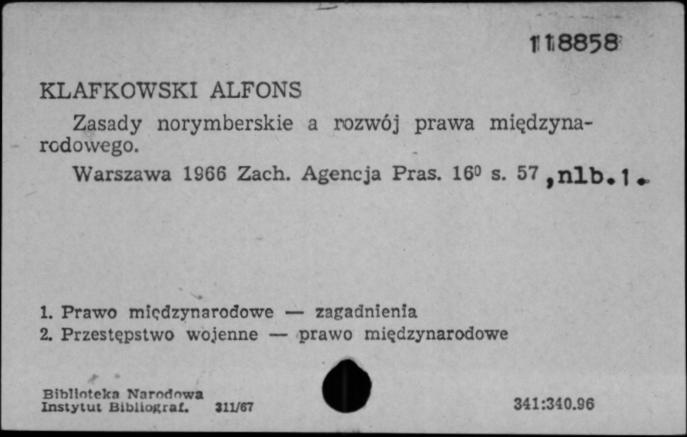 118858
KLAFKOWSKI ALFONS
Zasady norymberskie a rozwój prawa międzyna-
rodowego.
Warszawa 1966 Zach. Agencja Pras. 16⁰ s. 57 ,nlb.1.
1. Prawo międzynarodowe — zagadnienia
2. Przestępstwo wojenne — prawo międzynarodowe
Biblioteka Narodowa
Instytut Bibliograf. 311/67
341:340.96